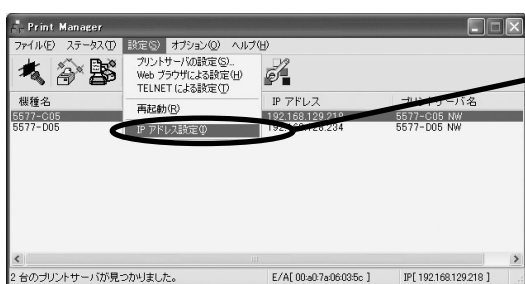 Print Manager
ファイル(F) ステータス(T) 設定(S) オプション(O) ヘルプ(H)
プリントサーバの設定(S)...
Web ブラウザによる設定(H)
TELNET による設定(T)
再起動(R)
IP アドレス設定(I)
機種名 IP アドレス プリントサーバ名
5577-C05 192.168.129.218 5577-C05 NW
5577-D05 5577-D05 NW
2 台のプリントサーバが見つかりました。 E/A[ 00:a0:7a:06:03:5c ] IP[ 192.168.129.218 ]